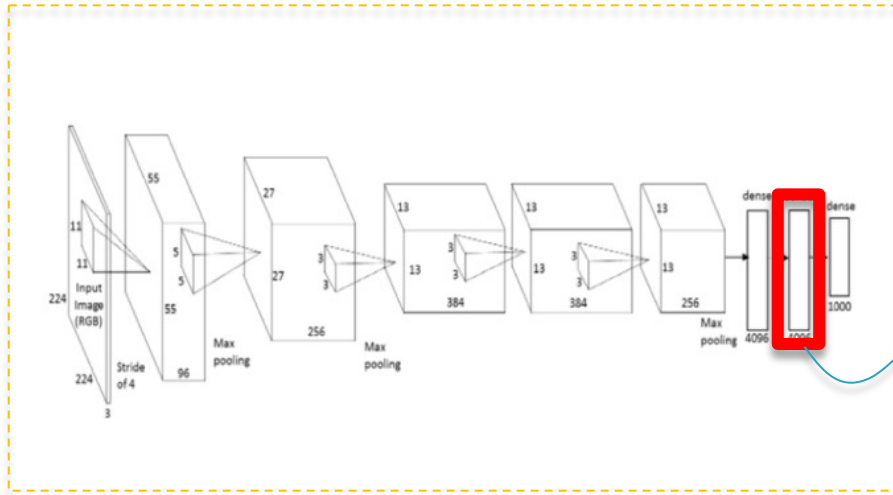 224
11
11
Input
Image
(RGB)
224
3
Stride
of 4
55
55
96
5
5
Max
pooling
27
27
256
3
3
Max
pooling
13
13
384
3
3
13
13
384
3
3
13
13
256
Max
pooling
dense
4096
4096
dense
1000